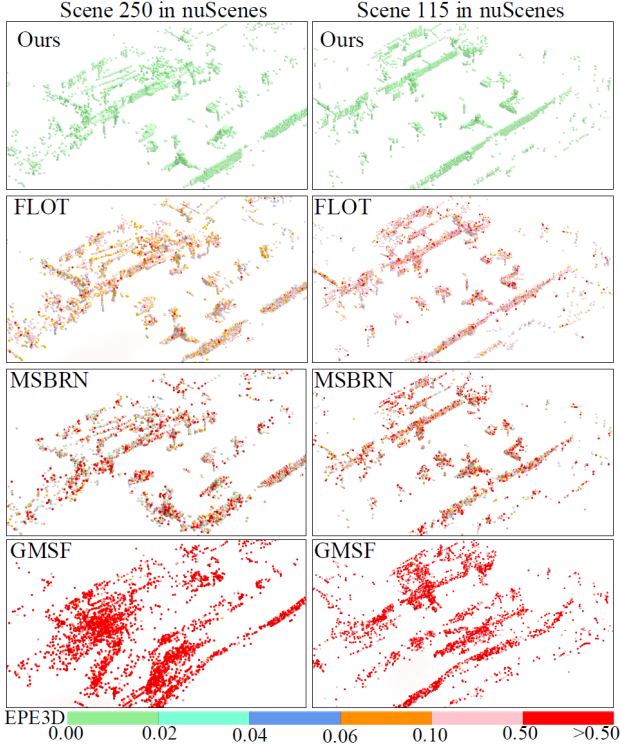 Scene 250 in nuScenes Scene 115 in nuScenes
Ours Ours
FLOT FLOT
MSBRN MSBRN
GMSF GMSF
EPE3D
0.00 0.02 0.04 0.06 0.10 0.50 >0.50